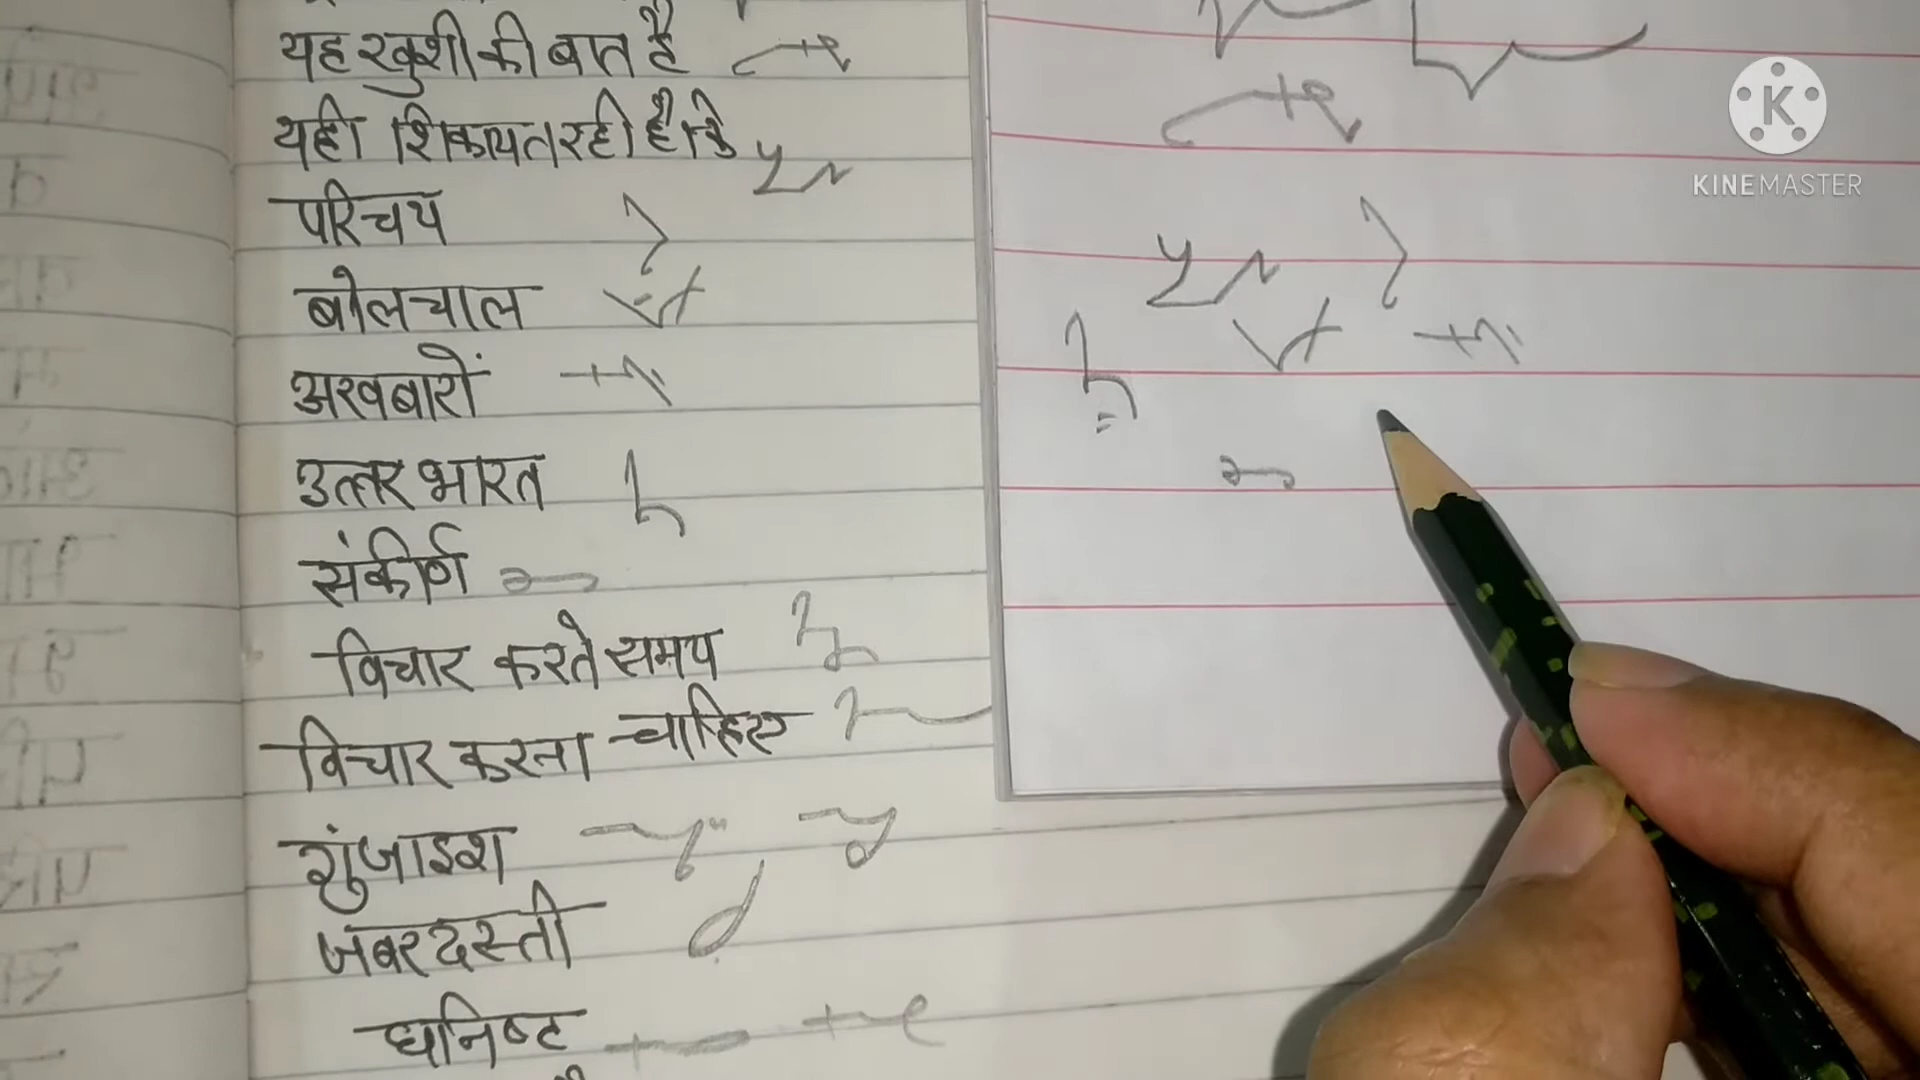 यह खुशी की बात है
यही शिकायत रही है कि
परिचय
बोलचाल
अखबारों
उत्तर भारत
संकीर्ण
विचार करते समय
विचार करना चाहिए
गुंजाइश
जबरदस्ती
घनिष्ट
K
KINEMASTER